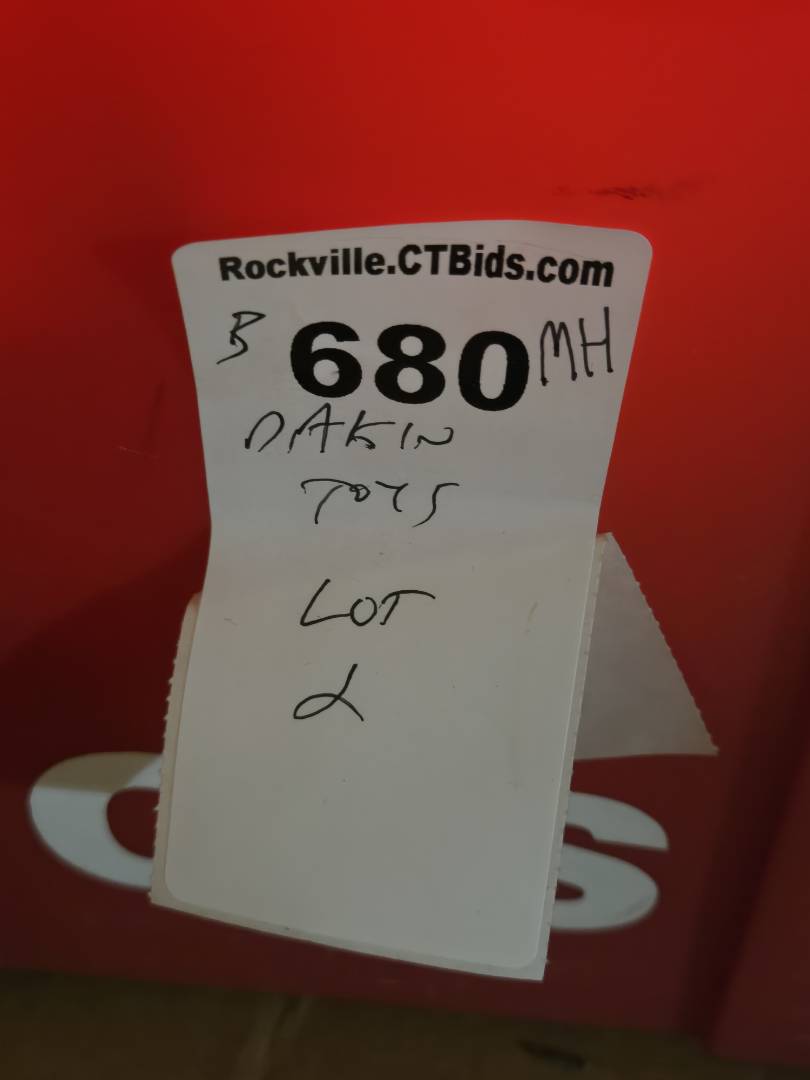 Rockville.CTBids.com
B 680 MH
DAKIN
TOYS
LOT
2